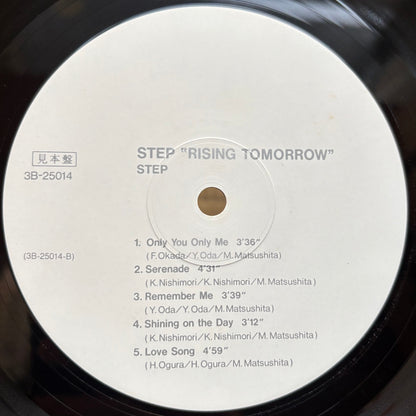 STEP "RISING TOMORROW"
STEP
見本盤
3B-25014
(3B-25014-B)
1. Only You Only Me 3'36"
(F.Okada/Y.Oda/M.Matsushita)
2. Serenade 4'31"
(K.Nishimori/K.Nishimori/M.Matsushita)
3. Remember Me 3'39"
(Y.Oda/Y.Oda/M.Matsushita)
4. Shining on the Day 3'12"
(K.Nishimori/K.Nishimori/M.Matsushita)
5. Love Song 4'59"
(H.Ogura/H.Ogura/M.Matsushita)